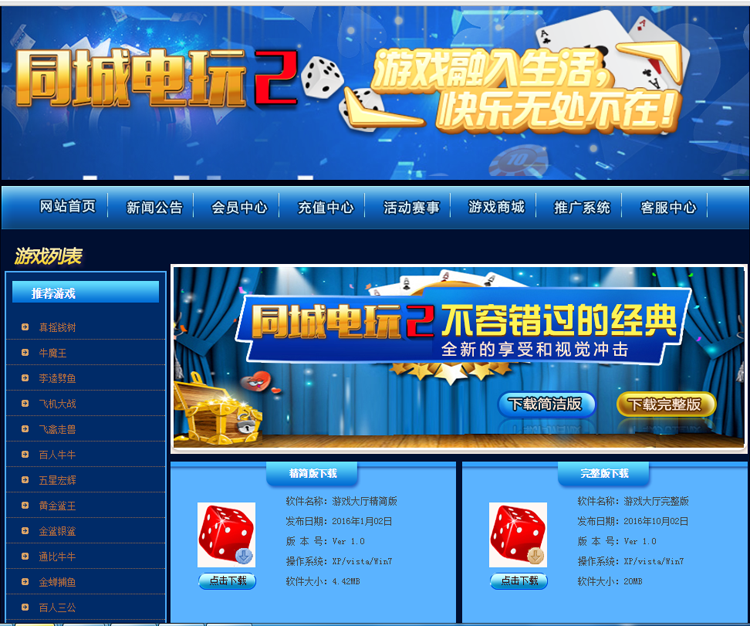 同城电玩2
游戏融入生活，
快乐无处不在！
网站首页 新闻公告 会员中心 充值中心 活动赛事 游戏商城 推广系统 客服中心
游戏列表
推荐游戏
真摇钱树
牛魔王
李逵劈鱼
飞机大战
飞禽走兽
百人牛牛
五星宏辉
黄金鲨王
金鲨银鲨
通比牛牛
金蝉捕鱼
百人三公
同城电玩2不容错过的经典
全新的享受和视觉冲击
下载简洁版 下载完整版
精简版下载
软件名称：游戏大厅精简版
发布日期：2016年1月02日
版 本 号：Ver 1.0
操作系统：XP/vista/Win7
软件大小：4.42MB
点击下载
完整版下载
软件名称：游戏大厅完整版
发布日期：2016年10月02日
版 本 号：Ver 1.0
操作系统：XP/vista/Win7
软件大小：20MB
点击下载